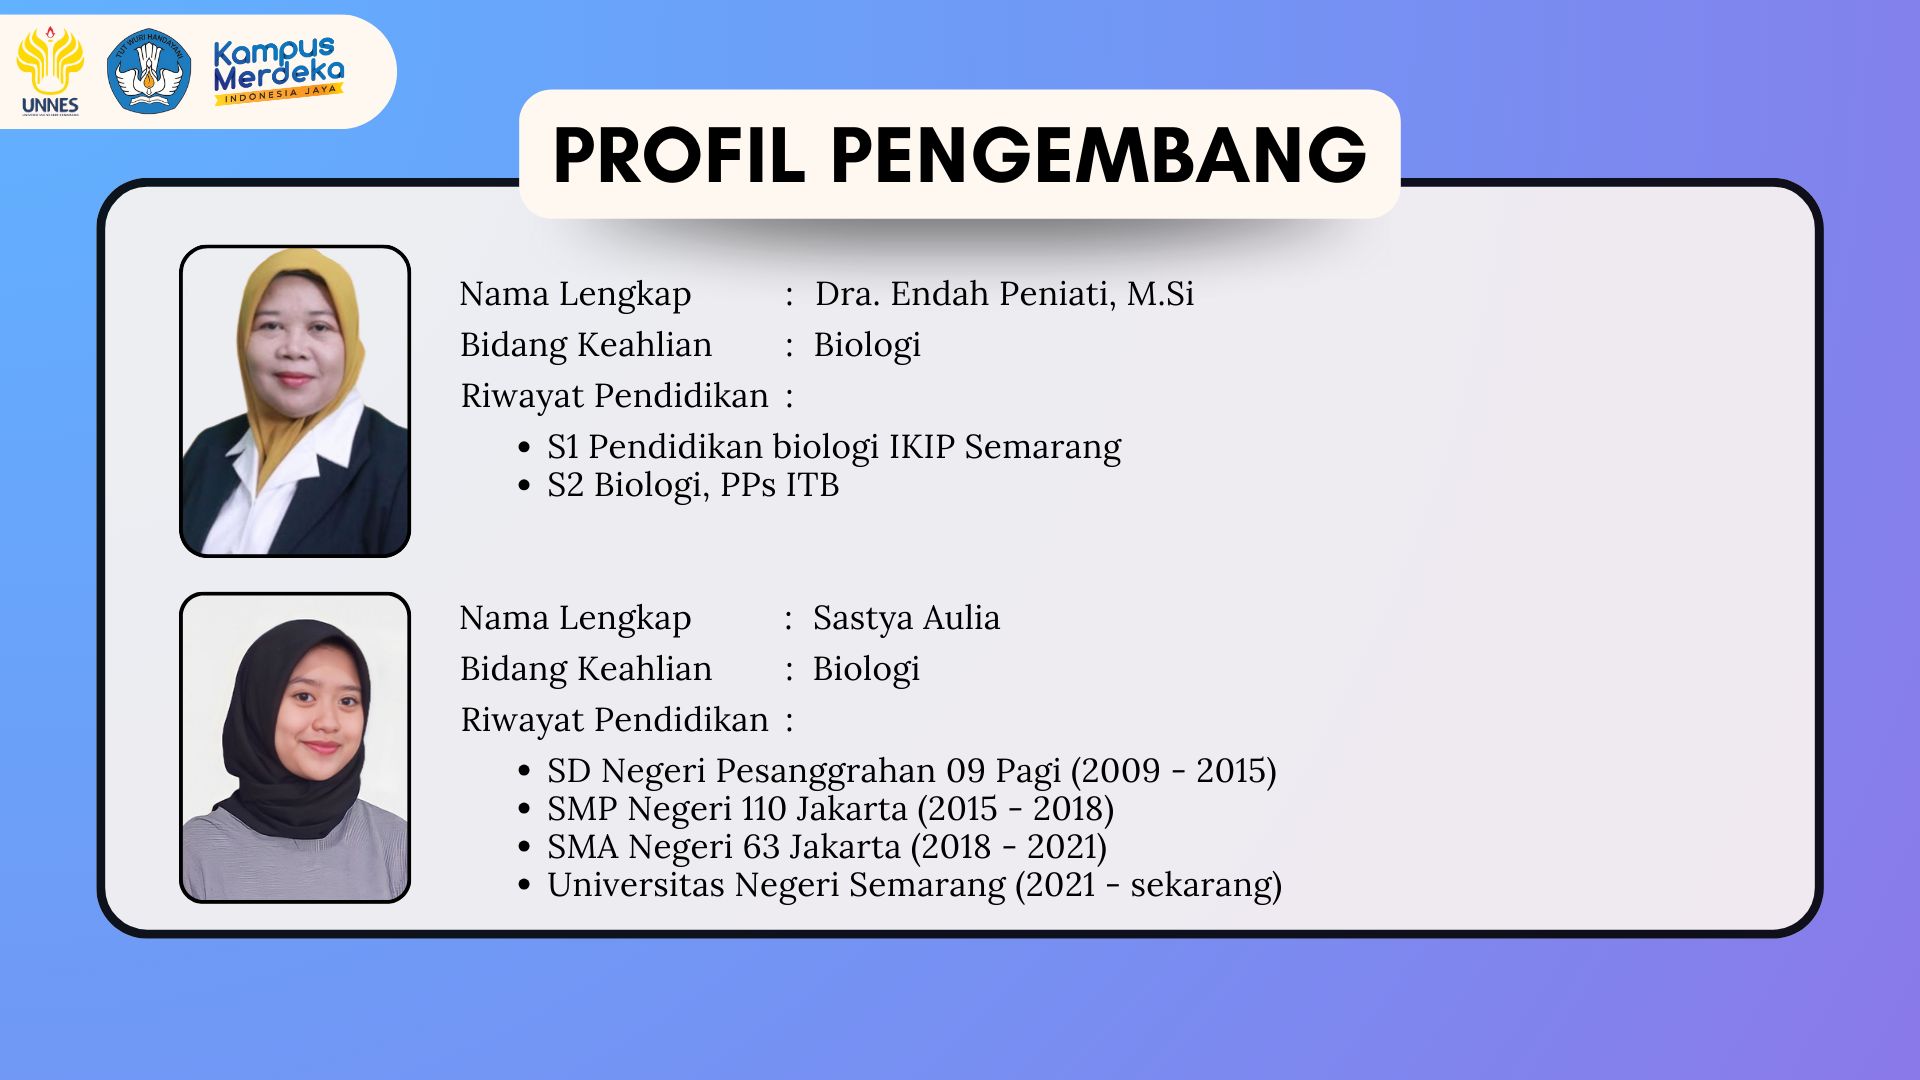 UNNES
TUT WURI HANDAYANI
Kampus
Merdeka
INDONESIA JAYA
PROFIL PENGEMBANG
Nama Lengkap : Dra. Endah Peniati, M.Si
Bidang Keahlian : Biologi
Riwayat Pendidikan :
• S1 Pendidikan biologi IKIP Semarang
• S2 Biologi, PPs ITB
Nama Lengkap : Sastya Aulia
Bidang Keahlian : Biologi
Riwayat Pendidikan :
• SD Negeri Pesanggrahan 09 Pagi (2009 - 2015)
• SMP Negeri 110 Jakarta (2015 - 2018)
• SMA Negeri 63 Jakarta (2018 - 2021)
• Universitas Negeri Semarang (2021 - sekarang)